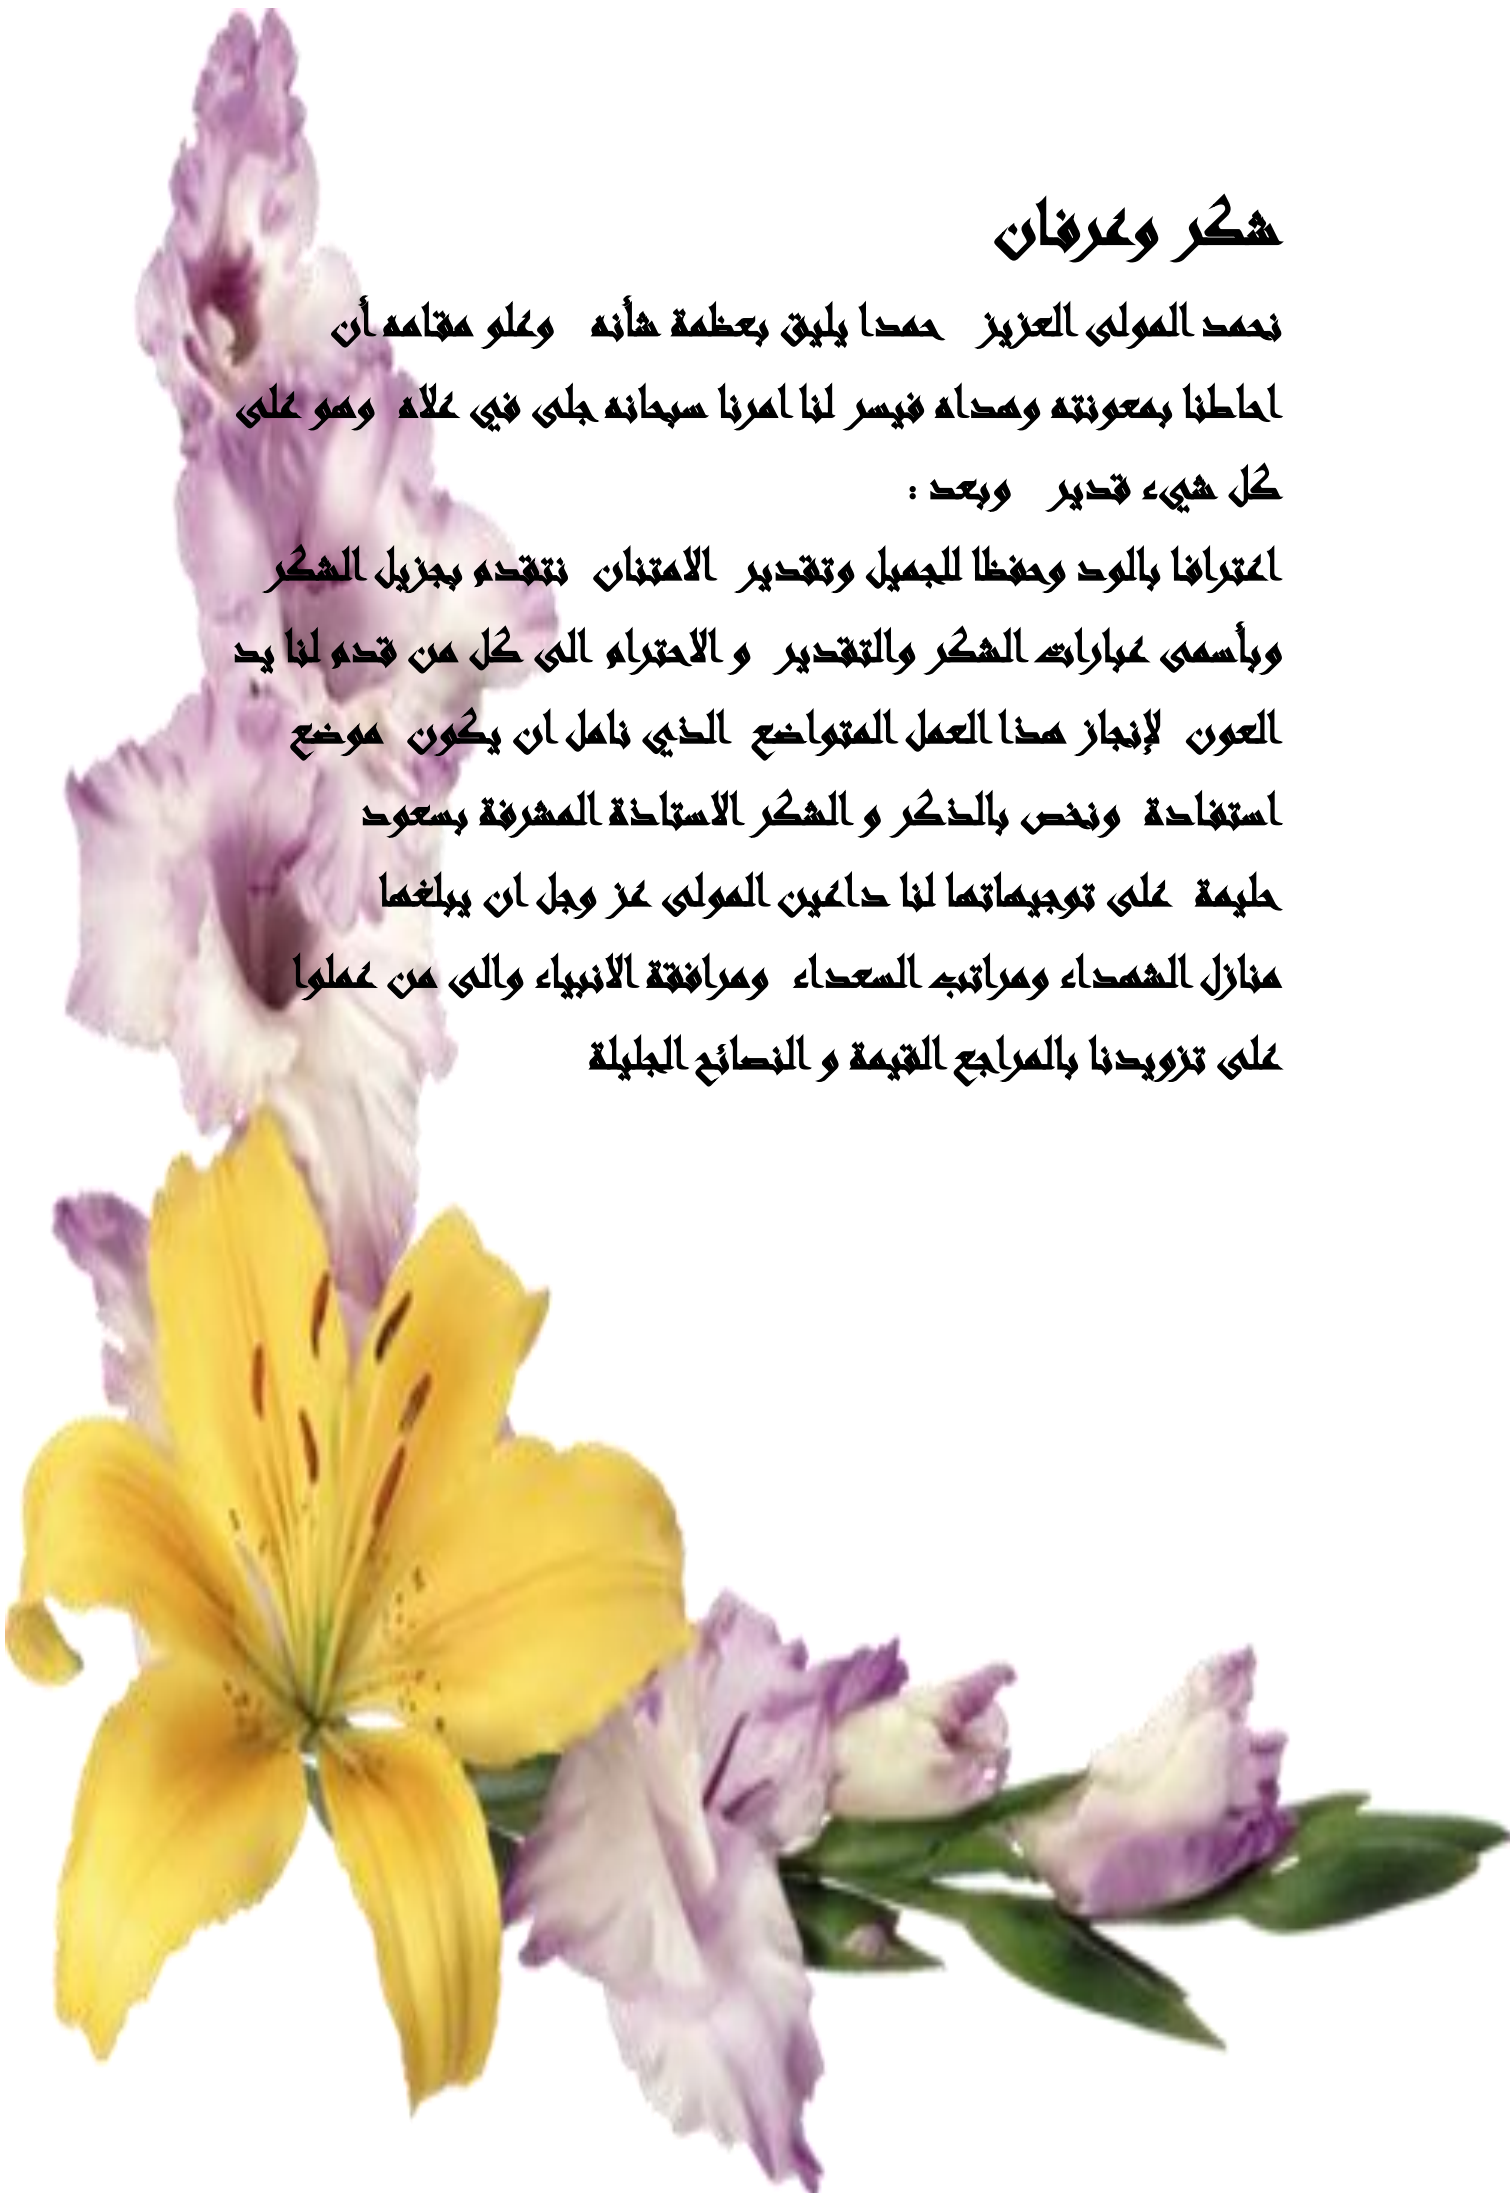 شكر وعرفان
نحمد المولى العزيز حمدا يليق بعظمة شأنه وعلو مقامه أن
احاطنا بمعونته وهداه فيسر لنا امرنا سبحانه جلى في علاه وهو على
كل شيء قدير وبعد :
اعترافا بالود وحفظا للجميل وتقدير الامتنان نتقدم بجزيل الشكر
وبأسمى عبارات الشكر والتقدير و الاحترام الى كل من قدم لنا يد
العون لإنجاز هذا العمل المتواضع الذي نامل ان يكون موضع
استفادة ونخص بالذكر و الشكر الاستاذة المشرفة بسعود
حليمة على توجيهاتها لنا داعين المولى عز وجل ان يبلغها
منازل الشهداء ومراتب السعداء ومرافقة الانبياء والى من عملوا
على تزويدنا بالمراجع القيمة و النصائح الجليلة